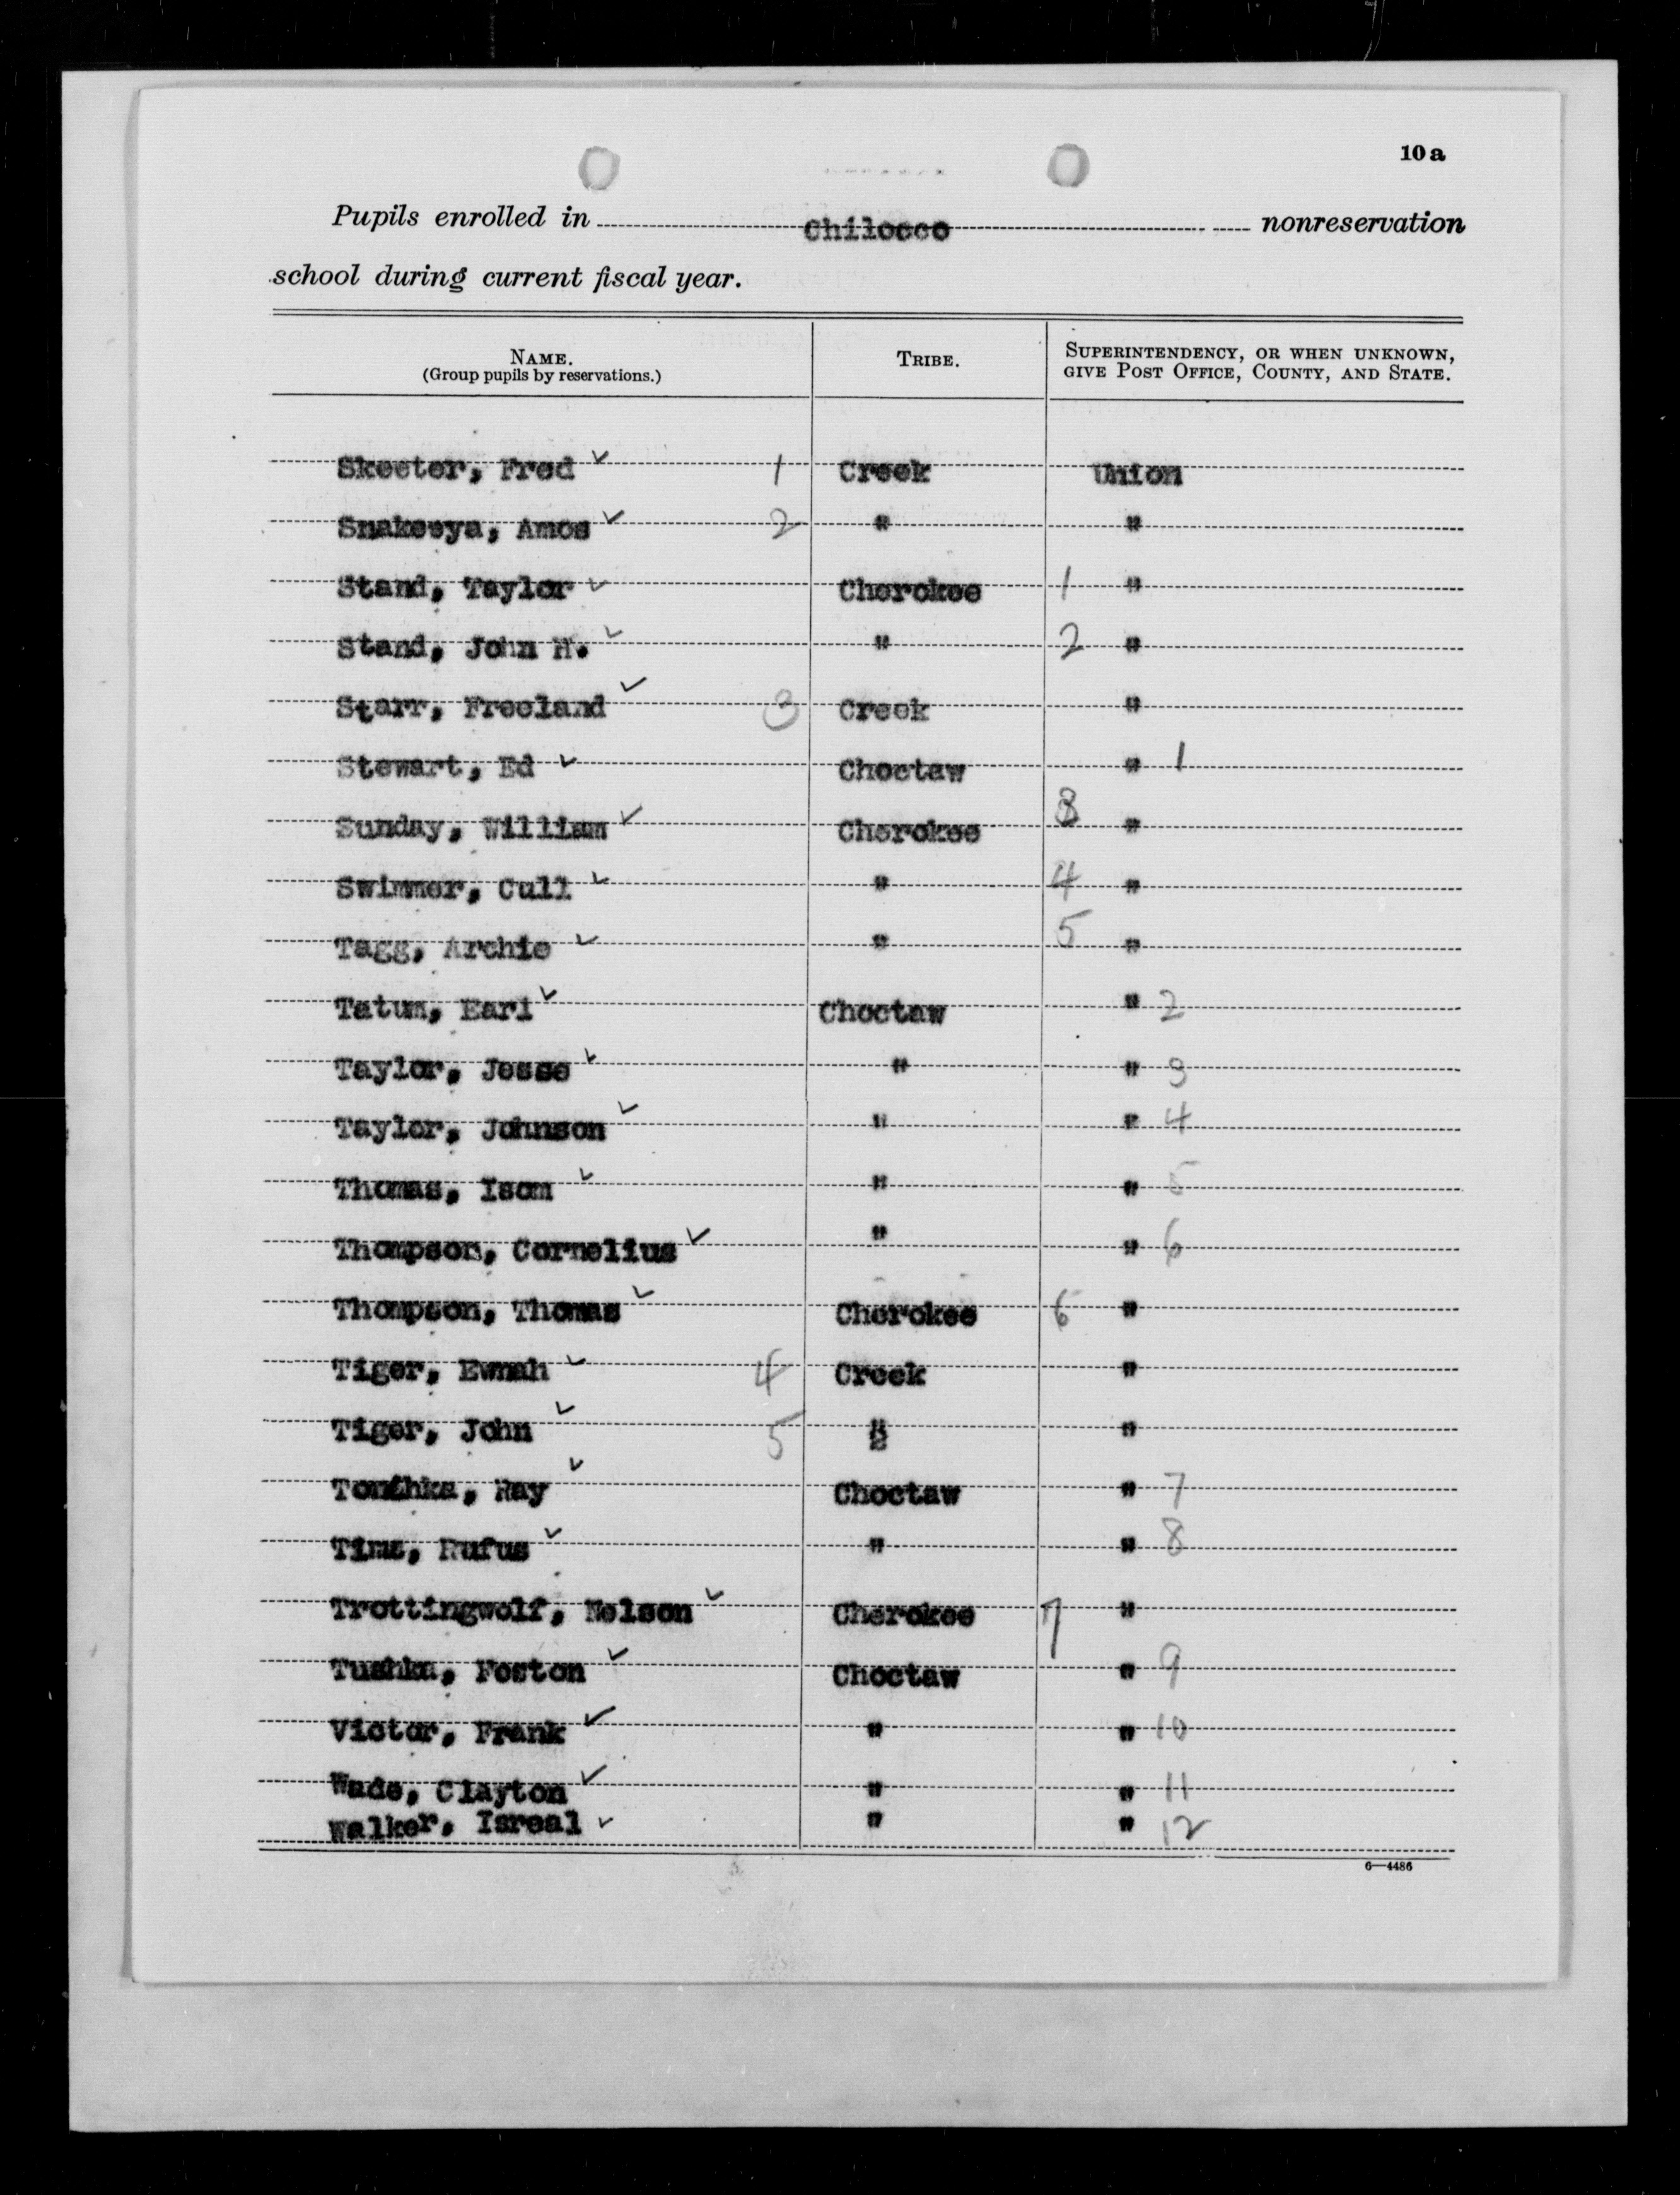 10 a
Pupils enrolled in Chilocco nonreservation
school during current fiscal year.
NAME. TRIBE. SUPERINTENDENCY, OR WHEN UNKNOWN,
(Group pupils by reservations.) GIVE POST OFFICE, COUNTY, AND STATE.
Skeeter, Fred ✓ 1 Creek Union
Snakeeya, Amos ✓ 2 " "
Stand, Taylor ✓ Cherokee 1 "
Stand, John H. ✓ " 2 "
Starr, Freeland ✓ 3 Creek "
Stewart, Ed ✓ Choctaw " 1
Sunday, William ✓ Cherokee 3 "
Swimmer, Cull ✓ " 4 "
Tagg, Archie ✓ " 5 "
Tatum, Earl ✓ Choctaw " 2
Taylor, Jesse ✓ " " 3
Taylor, Johnson ✓ " " 4
Thomas, Isom ✓ " " 5
Thompson, Cornelius ✓ " " 6
Thompson, Thomas ✓ Cherokee 6 "
Tiger, Ewnah ✓ 4 Creek "
Tiger, John ✓ 5 " "
Ray ✓ Choctaw " 7
Rufus ✓ " " 8
Trottingwolf, Nelson ✓ Cherokee 7 "
Tushka, Foston ✓ Choctaw " 9
Victor, Frank ✓ " " 10
Wade, Clayton ✓ " " 11
Walker, Isreal ✓ " " 12
6—4486